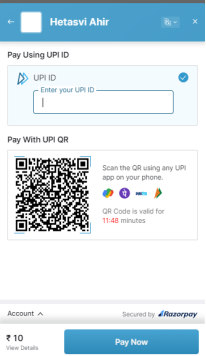 Hetasvi Ahir
Pay Using UPI ID
UPI ID
Enter your UPI ID
Pay With UPI QR
Scan the QR using any UPI
app on your phone.
QR Code is valid for
11:48 minutes
Account
Secured by Razorpay
₹ 10
View Details
Pay Now